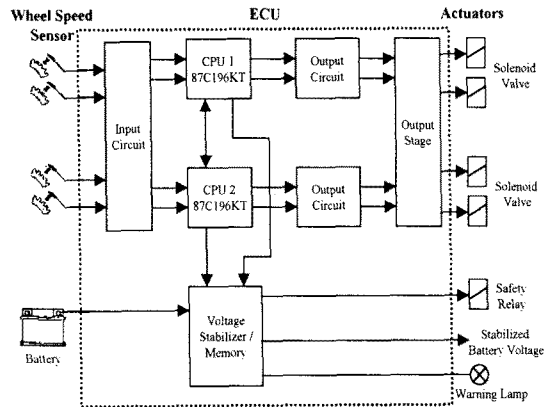 Wheel Speed
Sensor
ECU
Actuators
CPU 1
87C196KT
Output
Circuit
Solenoid
Valve
Input
Circuit
Output
Stage
CPU 2
87C196KT
Output
Circuit
Solenoid
Valve
Voltage
Stabilizer /
Memory
Safety
Relay
Battery
Stabilized
Battery Voltage
Warning Lamp